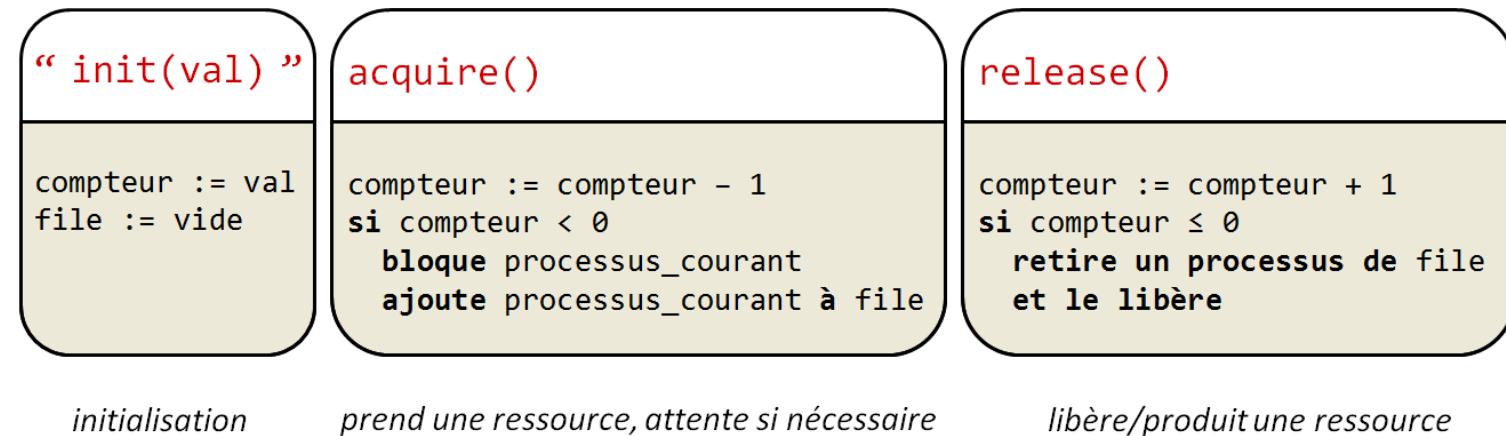 “ init(val) ”
compteur := val
file := vide
acquire()
compteur := compteur – 1
si compteur < 0
bloque processus_courant
ajoute processus_courant à file
release()
compteur := compteur + 1
si compteur ≤ 0
retire un processus de file
et le libère
initialisation
prend une ressource, attente si nécessaire
libère/produit une ressource